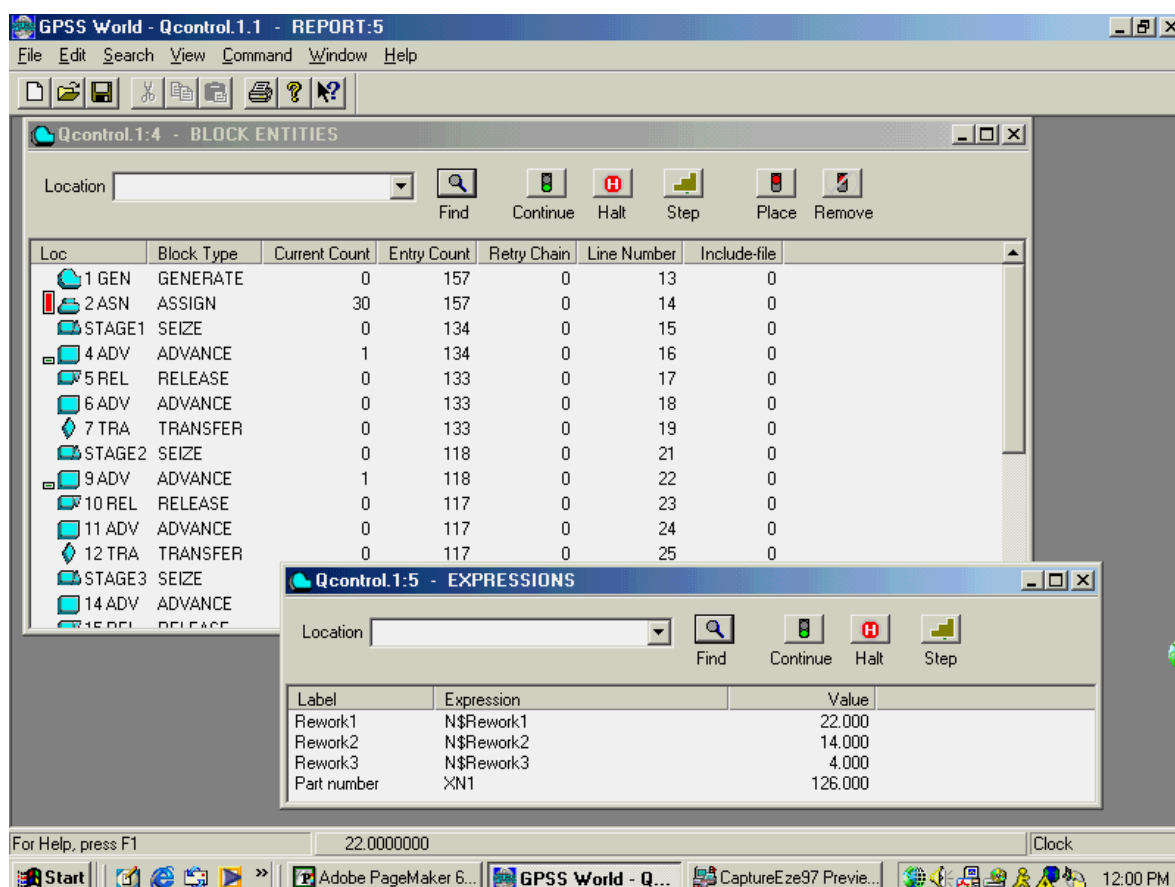 GPSS World - Qcontrol.1.1 - REPORT:5
File Edit Search View Command Window Help
Qcontrol.1:4 - BLOCK ENTITIES
Location
Find Continue Halt Step Place Remove
Loc Block Type Current Count Entry Count Retry Chain Line Number Include-file
1 GEN GENERATE 0 157 0 13 0
2 ASN ASSIGN 30 157 0 14 0
STAGE1 SEIZE 0 134 0 15 0
4 ADV ADVANCE 1 134 0 16 0
5 REL RELEASE 0 133 0 17 0
6 ADV ADVANCE 0 133 0 18 0
7 TRA TRANSFER 0 133 0 19 0
STAGE2 SEIZE 0 118 0 21 0
9 ADV ADVANCE 1 118 0 22 0
10 REL RELEASE 0 117 0 23 0
11 ADV ADVANCE 0 117 0 24 0
12 TRA TRANSFER 0 117 0 25 0
STAGE3 SEIZE
14 ADV ADVANCE
15 REL RELEASE
Qcontrol.1:5 - EXPRESSIONS
Location
Find Continue Halt Step
Label Expression Value
Rework1 N$Rework1 22.000
Rework2 N$Rework2 14.000
Rework3 N$Rework3 4.000
Part number XN1 126.000
For Help, press F1 22.0000000 Clock
Start » Adobe PageMaker 6... GPSS World - Q... CaptureEze97 Previe... 12:00 PM